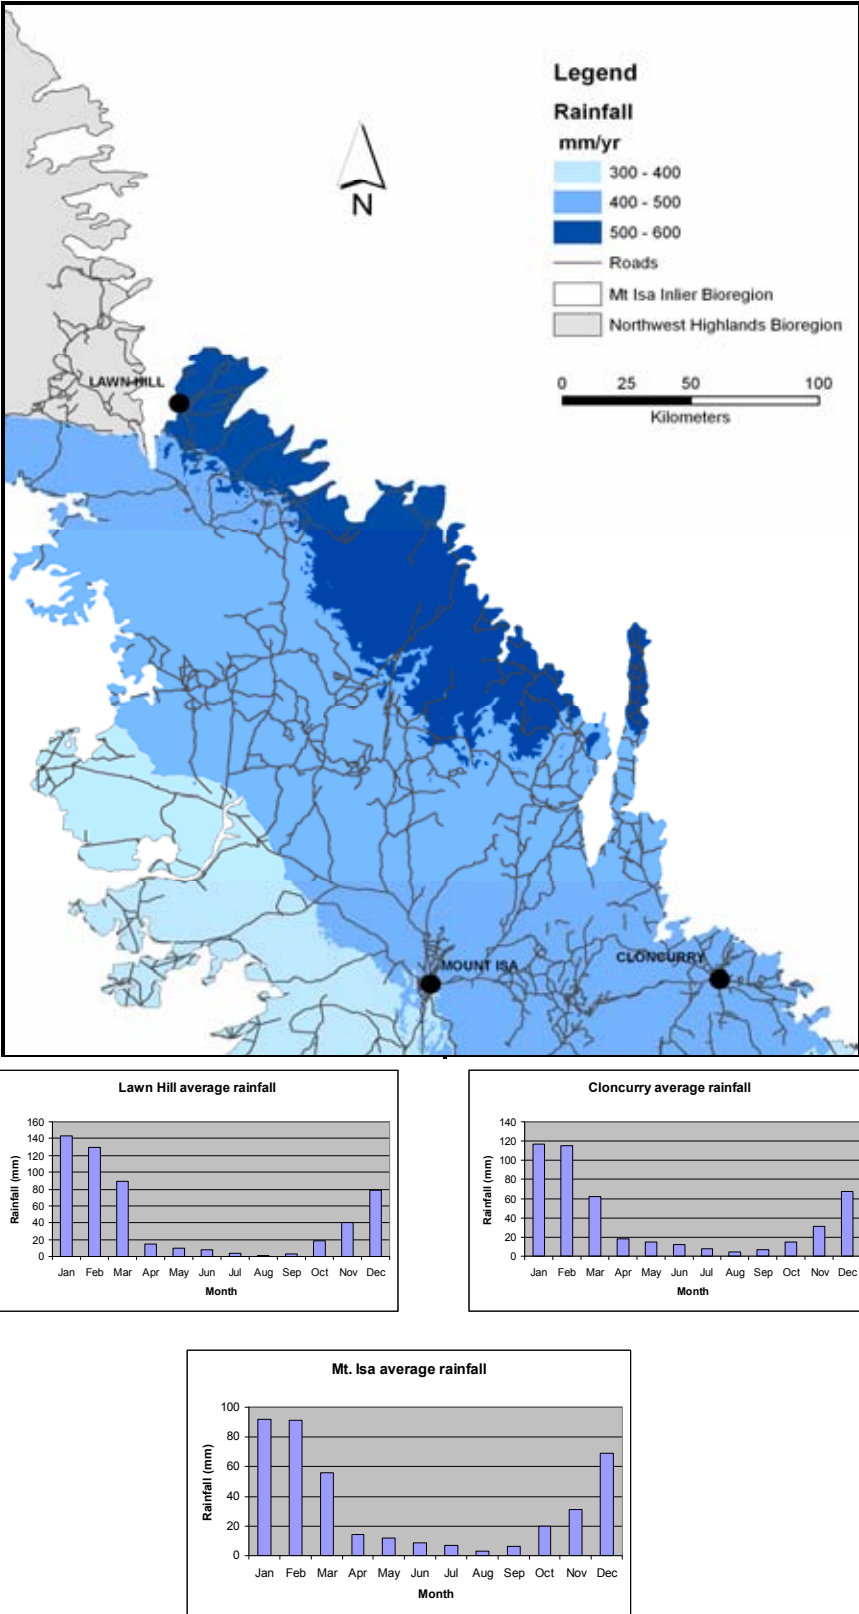 Legend
Rainfall
mm/yr
300 - 400
400 - 500
500 - 600
Roads
Mt Isa Inlier Bioregion
Northwest Highlands Bioregion
0 25 50 100
Kilometers
N
LAWN HILL
MOUNT ISA
CLONCURRY
Lawn Hill average rainfall
Rainfall (mm)
160
140
120
100
80
60
40
20
0
Jan Feb Mar Apr May Jun Jul Aug Sep Oct Nov Dec
Month
Cloncurry average rainfall
Rainfall (mm)
140
120
100
80
60
40
20
0
Jan Feb Mar Apr May Jun Jul Aug Sep Oct Nov Dec
Month
Mt. Isa average rainfall
Rainfall (mm)
100
80
60
40
20
0
Jan Feb Mar Apr May Jun Jul Aug Sep Oct Nov Dec
Month